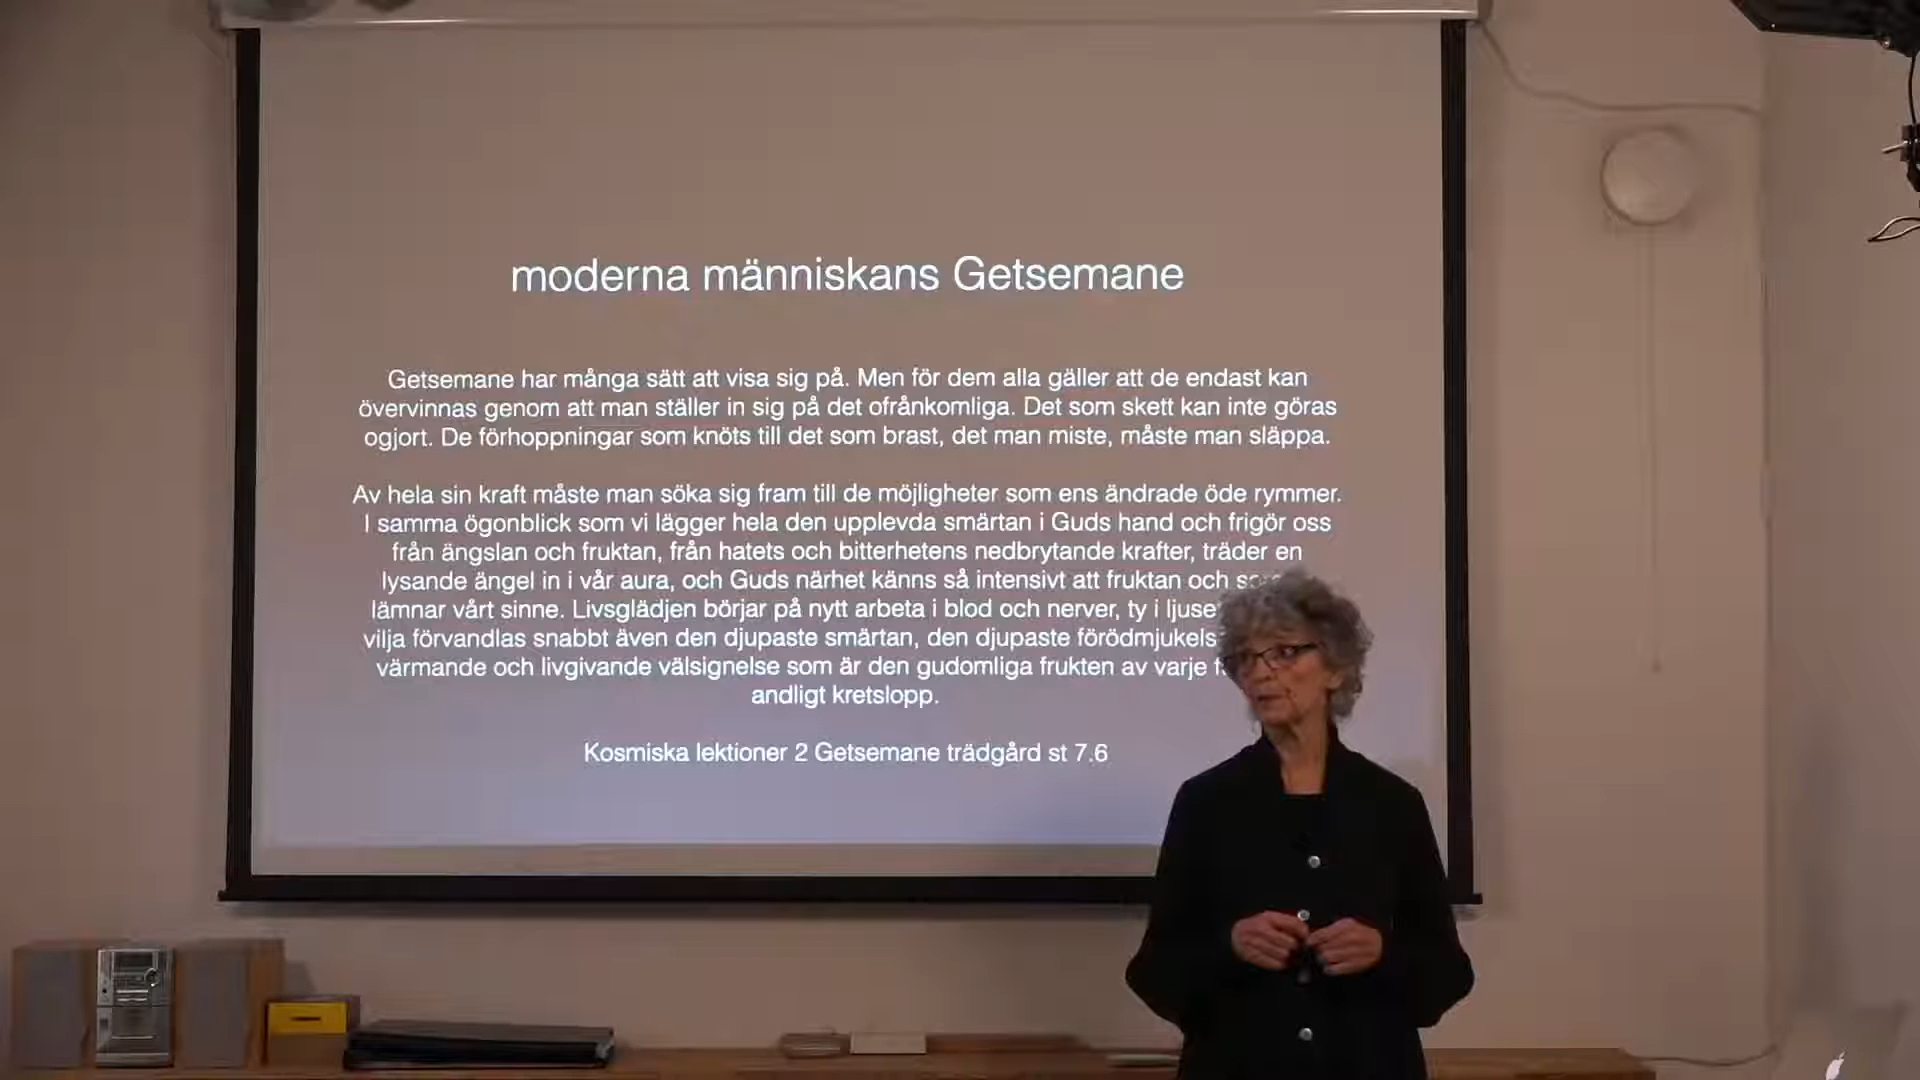 moderna människans Getsemane
Getsemane har många sätt att visa sig på. Men för dem alla gäller att de endast kan
övervinnas genom att man ställer in sig på det ofrånkomliga. Det som skett kan inte göras
ogjort. De förhoppningar som knöts till det som brast, det man miste, måste man släppa.
Av hela sin kraft måste man söka sig fram till de möjligheter som ens ändrade öde rymmer.
I samma ögonblick som vi lägger hela den upplevda smärtan i Guds hand och frigör oss
från ängslan och fruktan, från hatets och bitterhetens nedbrytande krafter, träder en
lysande ängel in i vår aura, och Guds närhet känns så intensivt att fruktan och
lämnar vårt sinne. Livsglädjen börjar på nytt arbeta i blod och nerver, ty i
vilja förvandlas snabbt även den djupaste smärtan, den djupaste
värmande och livgivande välsignelse som är den gudomliga frukten av varje
andligt kretslopp.
Kosmiska lektioner 2 Getsemane trädgård st 7.6